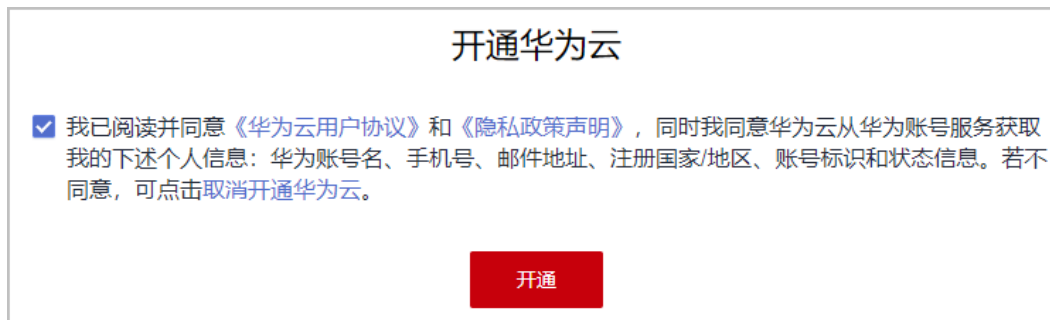 开通华为云
我已阅读并同意《华为云用户协议》和《隐私政策声明》，同时我同意华为云从华为账号服务获取
我的下述个人信息：华为账号名、手机号、邮件地址、注册国家/地区、账号标识和状态信息。若不
同意，可点击取消开通华为云。
开通